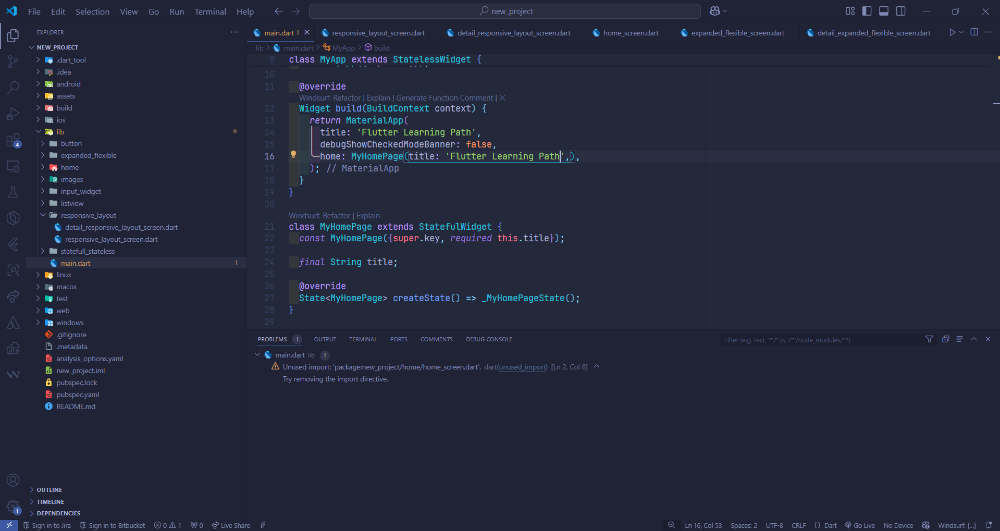 File Edit Selection View Go Run Terminal Help
new_project
EXPLORER
NEW_PROJECT
.dart_tool
.idea
android
assets
build
ios
lib
button
expanded_flexible
home
images
input_widget
listview
responsive_layout
detail_responsive_layout_screen.dart
responsive_layout_screen.dart
statefull_stateless
main.dart 1
linux
macos
test
web
windows
.gitignore
.metadata
analysis_options.yaml
new_project.iml
pubspec.lock
pubspec.yaml
README.md
OUTLINE
TIMELINE
DEPENDENCIES
4
1
main.dart 1 responsive_layout_screen.dart detail_responsive_layout_screen.dart home_screen.dart expanded_flexible_screen.dart detail_expanded_flexible_screen.dart
lib > main.dart > MyApp > build
8 class MyApp extends StatelessWidget {
10
11 @override
Windsurf: Refactor | Explain | Generate Function Comment | X
12 Widget build(BuildContext context) {
13 return MaterialApp(
14 title: 'Flutter Learning Path',
15 debugShowCheckedModeBanner: false,
16 home: MyHomePage(title: 'Flutter Learning Path',),
17 ); // MaterialApp
18 }
19 }
20
Windsurf: Refactor | Explain
21 class MyHomePage extends StatefulWidget {
22 const MyHomePage({super.key, required this.title});
23
24 final String title;
25
26 @override
27 State<MyHomePage> createState() => _MyHomePageState();
28 }
29
PROBLEMS 1 OUTPUT TERMINAL PORTS COMMENTS DEBUG CONSOLE Filter (e.g. text, **/*.ts, !**/node_modules/**)
main.dart lib 1
Unused import: 'package:new_project/home/home_screen.dart'. dart(unused_import) [Ln 2, Col 8]
Try removing the import directive.
Sign in to Jira Sign in to Bitbucket 0 1 0 Live Share Ln 16, Col 53 Spaces: 2 UTF-8 CRLF {} Dart Go Live No Device Windsurf: {...}